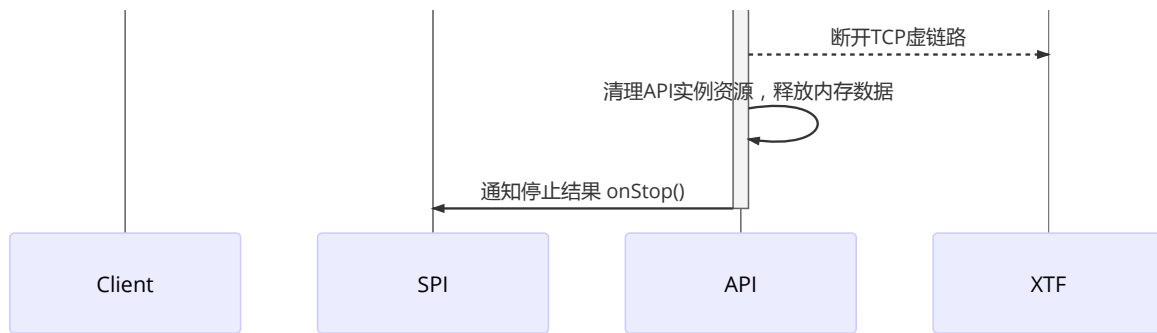 断开TCP虚链路
清理API实例资源，释放内存数据
通知停止结果 onStop()
Client
SPI
API
XTF